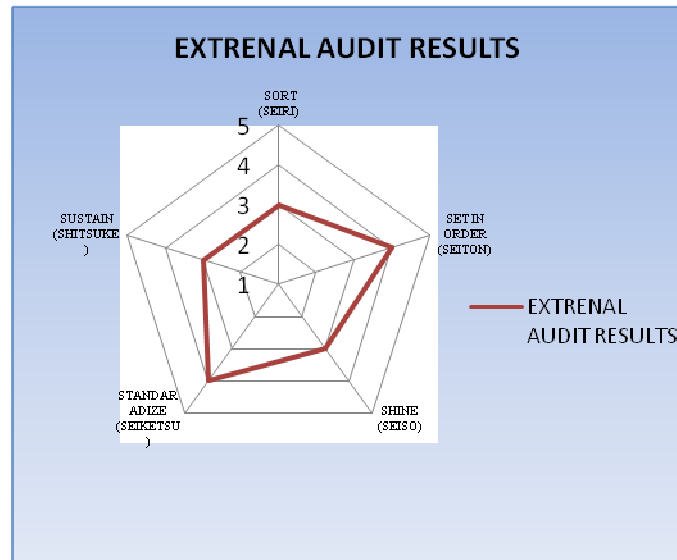 EXTRENAL AUDIT RESULTS
SORT
(SEIRI)
5
4
3
2
1
SET IN
ORDER
(SEITON)
SHINE
(SEISO)
STANDAR
ADIZE
(SEIKETSU
)
SUSTAIN
(SHITSUKE
)
EXTRENAL
AUDIT RESULTS